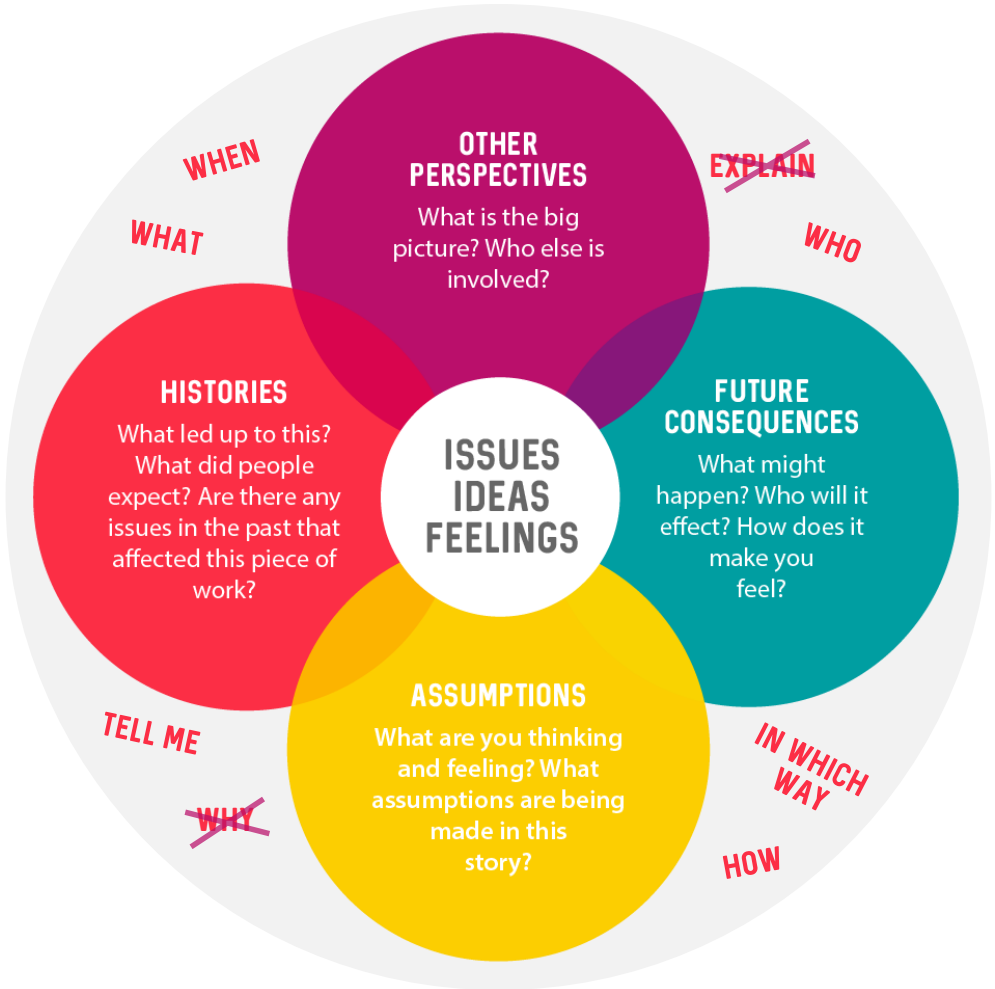 WHEN
WHAT
OTHER
PERSPECTIVES
What is the big
picture? Who else is
involved?
EXPLAIN
WHO
HISTORIES
What led up to this?
What did people
expect? Are there any
issues in the past that
affected this piece of
work?
ISSUES
IDEAS
FEELINGS
FUTURE
CONSEQUENCES
What might
happen? Who will it
effect? How does it
make you
feel?
ASSUMPTIONS
What are you thinking
and feeling? What
assumptions are being
made in this
story?
TELL ME
WHY
IN WHICH
WAY
HOW